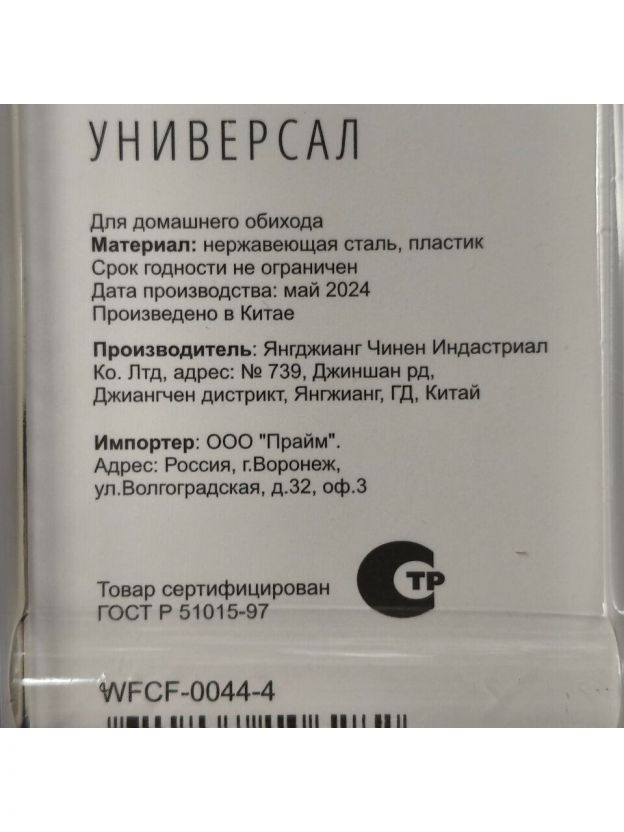 УНИВЕРСАЛ
Для домашнего обихода
Материал: нержавеющая сталь, пластик
Срок годности не ограничен
Дата производства: май 2024
Произведено в Китае
Производитель: Янгджианг Чинен Индастриал
Ко. Лтд, адрес: № 739, Джиншан рд,
Джиангчен дистрикт, Янгжианг, ГД, Китай
Импортер: ООО "Прайм".
Адрес: Россия, г.Воронеж,
ул.Волгоградская, д.32, оф.3
ТР
Товар сертифицирован
ГОСТ Р 51015-97
WFCF-0044-4